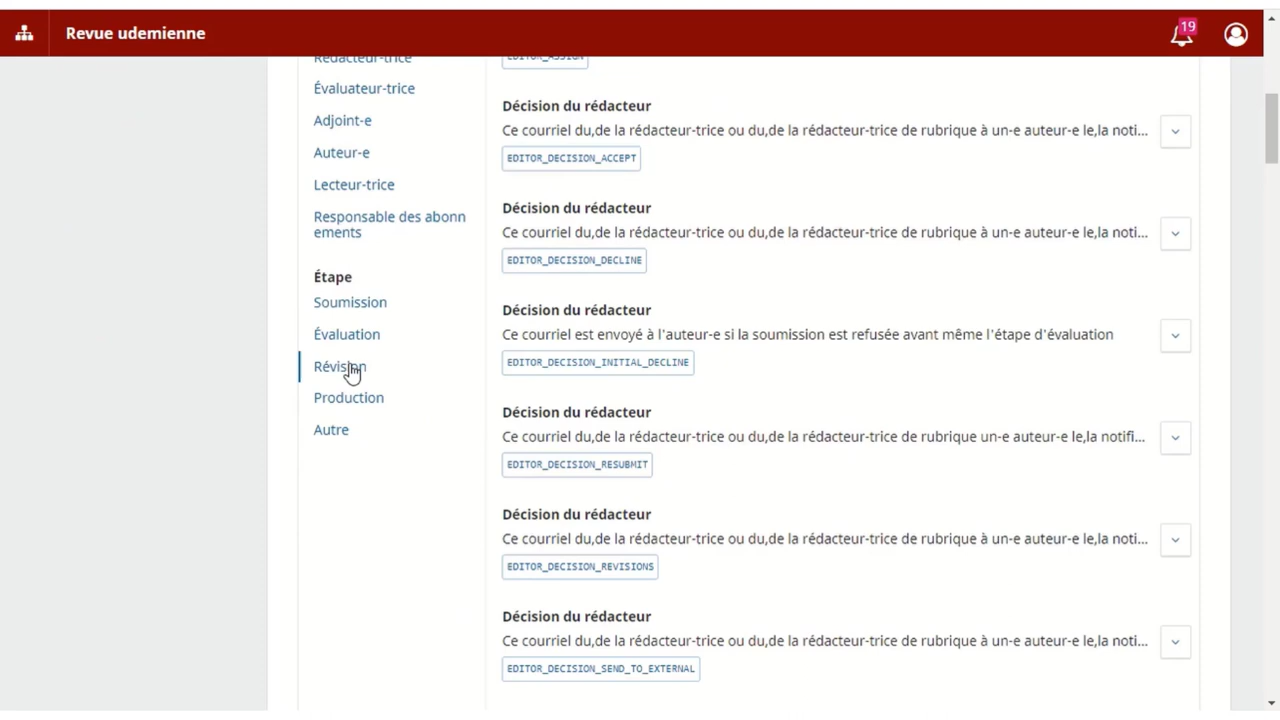 Revue udemienne
19
Rédacteur-trice
Évaluateur-trice
Adjoint-e
Auteur-e
Lecteur-trice
Responsable des abonn
ements
Étape
Soumission
Évaluation
Révision
Production
Autre
EDITOR_ASSIGN
Décision du rédacteur
Ce courriel du,de la rédacteur-trice ou du,de la rédacteur-trice de rubrique à un-e auteur-e le,la noti...
EDITOR_DECISION_ACCEPT
Décision du rédacteur
Ce courriel du,de la rédacteur-trice ou du,de la rédacteur-trice de rubrique à un-e auteur-e le,la noti...
EDITOR_DECISION_DECLINE
Décision du rédacteur
Ce courriel est envoyé à l'auteur-e si la soumission est refusée avant même l'étape d'évaluation
EDITOR_DECISION_INITIAL_DECLINE
Décision du rédacteur
Ce courriel du,de la rédacteur-trice ou du,de la rédacteur-trice de rubrique un-e auteur-e le,la notifi...
EDITOR_DECISION_RESUBMIT
Décision du rédacteur
Ce courriel du,de la rédacteur-trice ou du,de la rédacteur-trice de rubrique à un-e auteur-e le,la noti...
EDITOR_DECISION_REVISIONS
Décision du rédacteur
Ce courriel du,de la rédacteur-trice ou du,de la rédacteur-trice de rubrique à un-e auteur-e le,la noti...
EDITOR_DECISION_SEND_TO_EXTERNAL